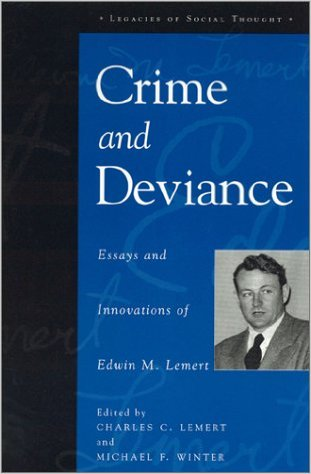 • LEGACIES OF SOCIAL THOUGHT •
Crime
and
Deviance
Essays and
Innovations of
Edwin M. Lemert
Edited by
CHARLES C. LEMERT
and
MICHAEL F. WINTER